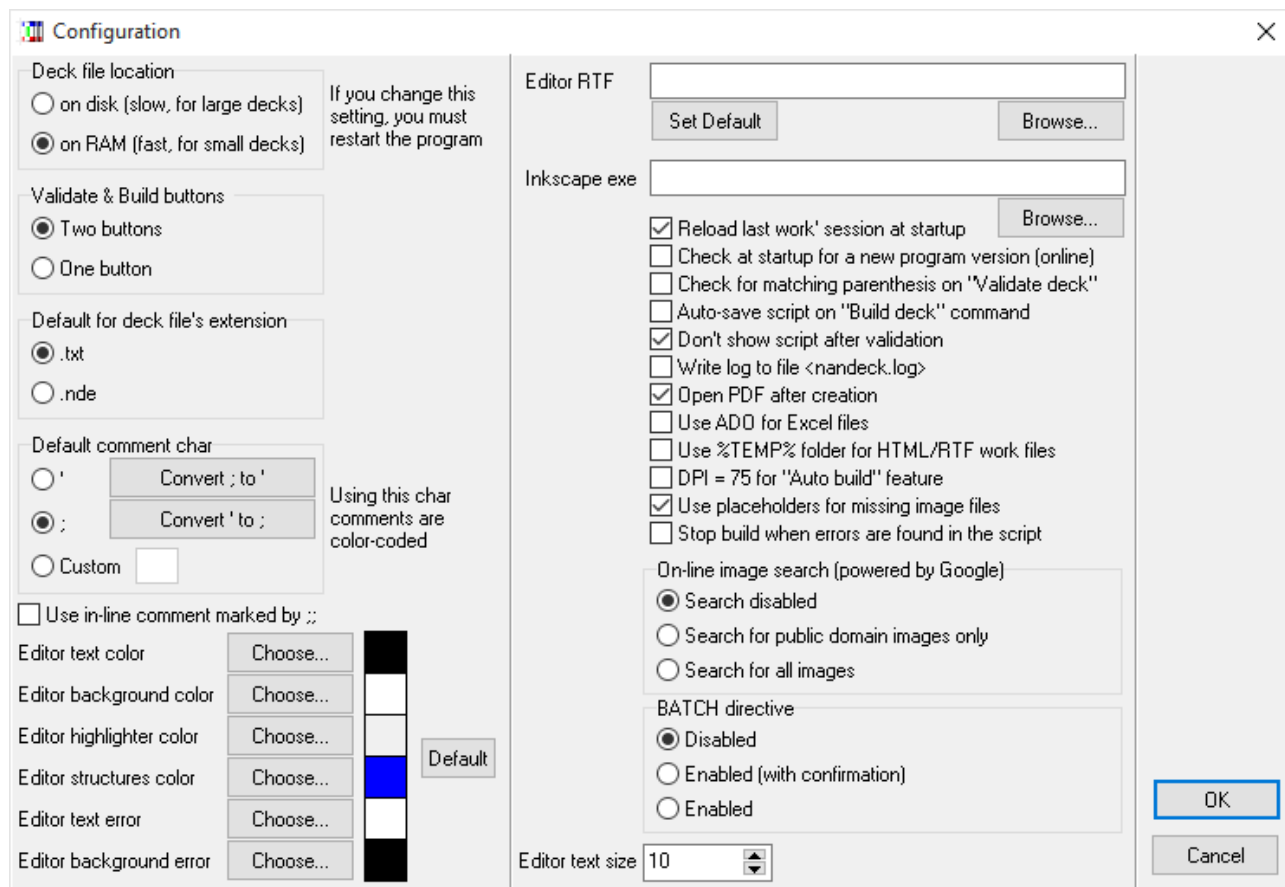 Configuration
Deck file location
on disk (slow, for large decks)
on RAM (fast, for small decks)
If you change this
setting, you must
restart the program
Validate & Build buttons
Two buttons
One button
Default for deck file's extension
.txt
.nde
Default comment char
'
Convert ; to '
;
Convert ' to ;
Custom
Using this char
comments are
color-coded
Use in-line comment marked by ;;
Editor text color
Choose...
Editor background color
Choose...
Editor highlighter color
Choose...
Editor structures color
Choose...
Editor text error
Choose...
Editor background error
Choose...
Default
Editor RTF
Set Default
Browse...
Inkscape exe
Browse...
Reload last work' session at startup
Check at startup for a new program version (online)
Check for matching parenthesis on "Validate deck"
Auto-save script on "Build deck" command
Don't show script after validation
Write log to file <nandeck.log>
Open PDF after creation
Use ADO for Excel files
Use %TEMP% folder for HTML/RTF work files
DPI = 75 for "Auto build" feature
Use placeholders for missing image files
Stop build when errors are found in the script
On-line image search (powered by Google)
Search disabled
Search for public domain images only
Search for all images
BATCH directive
Disabled
Enabled (with confirmation)
Enabled
Editor text size
10
OK
Cancel